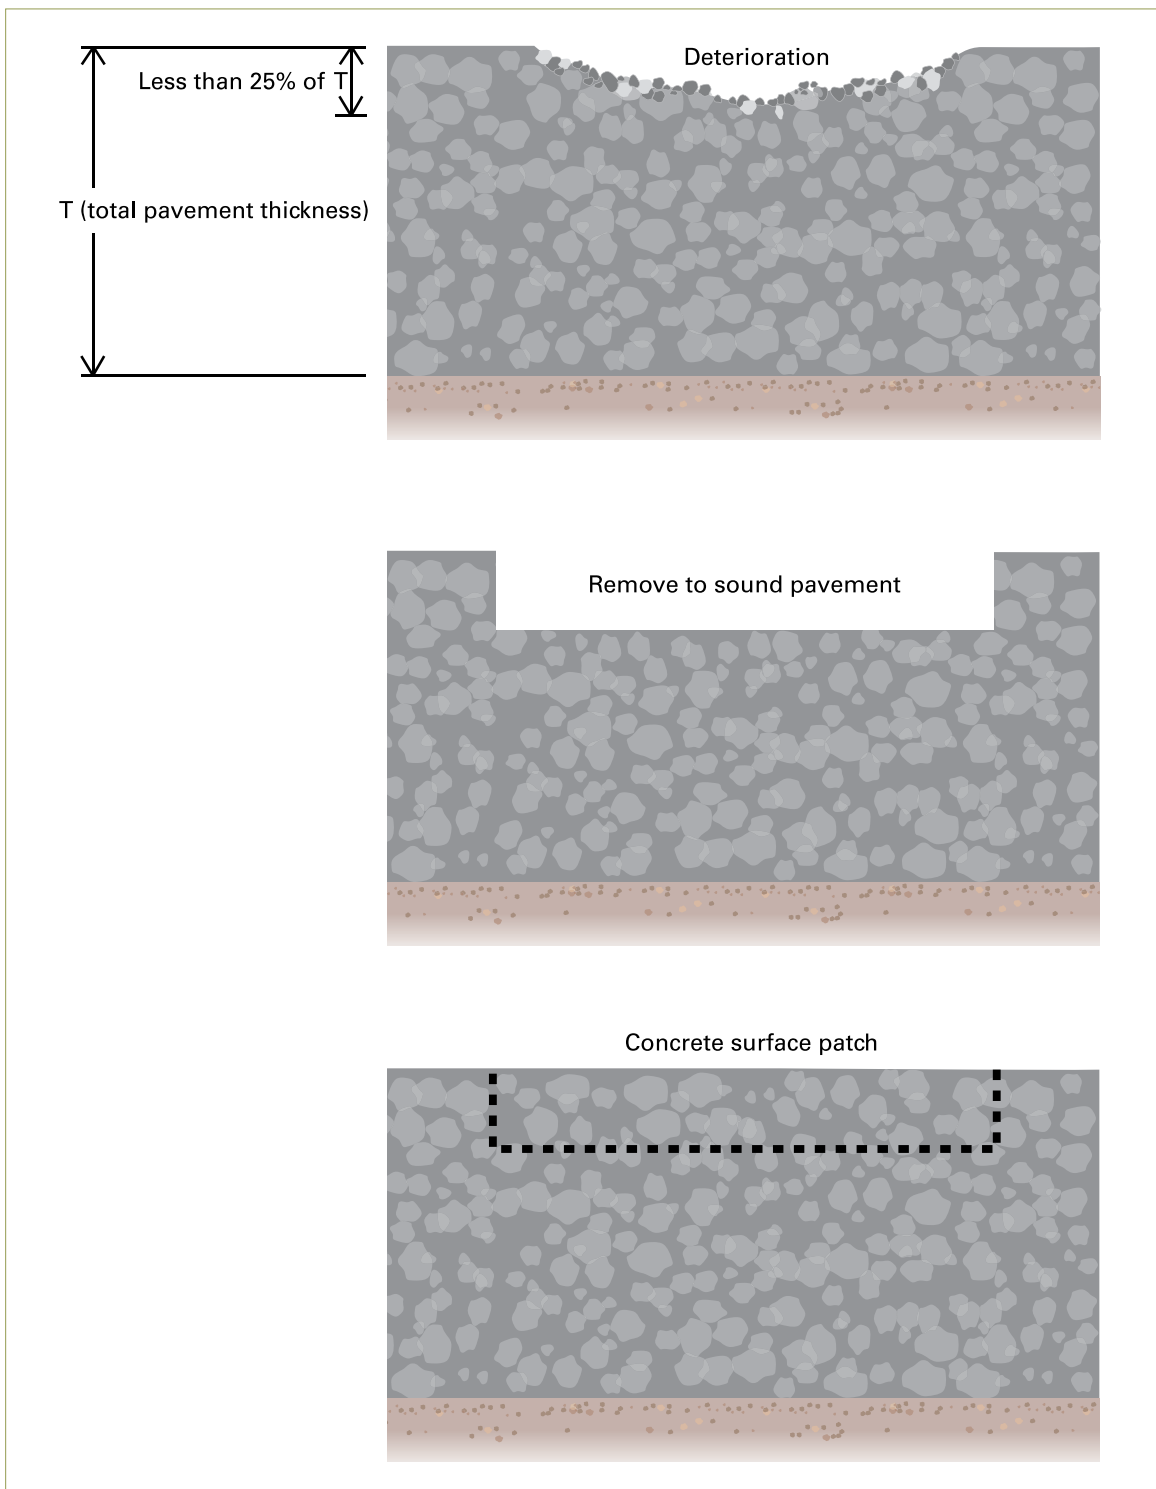 Deterioration
Less than 25% of T
T (total pavement thickness)
Remove to sound pavement
Concrete surface patch